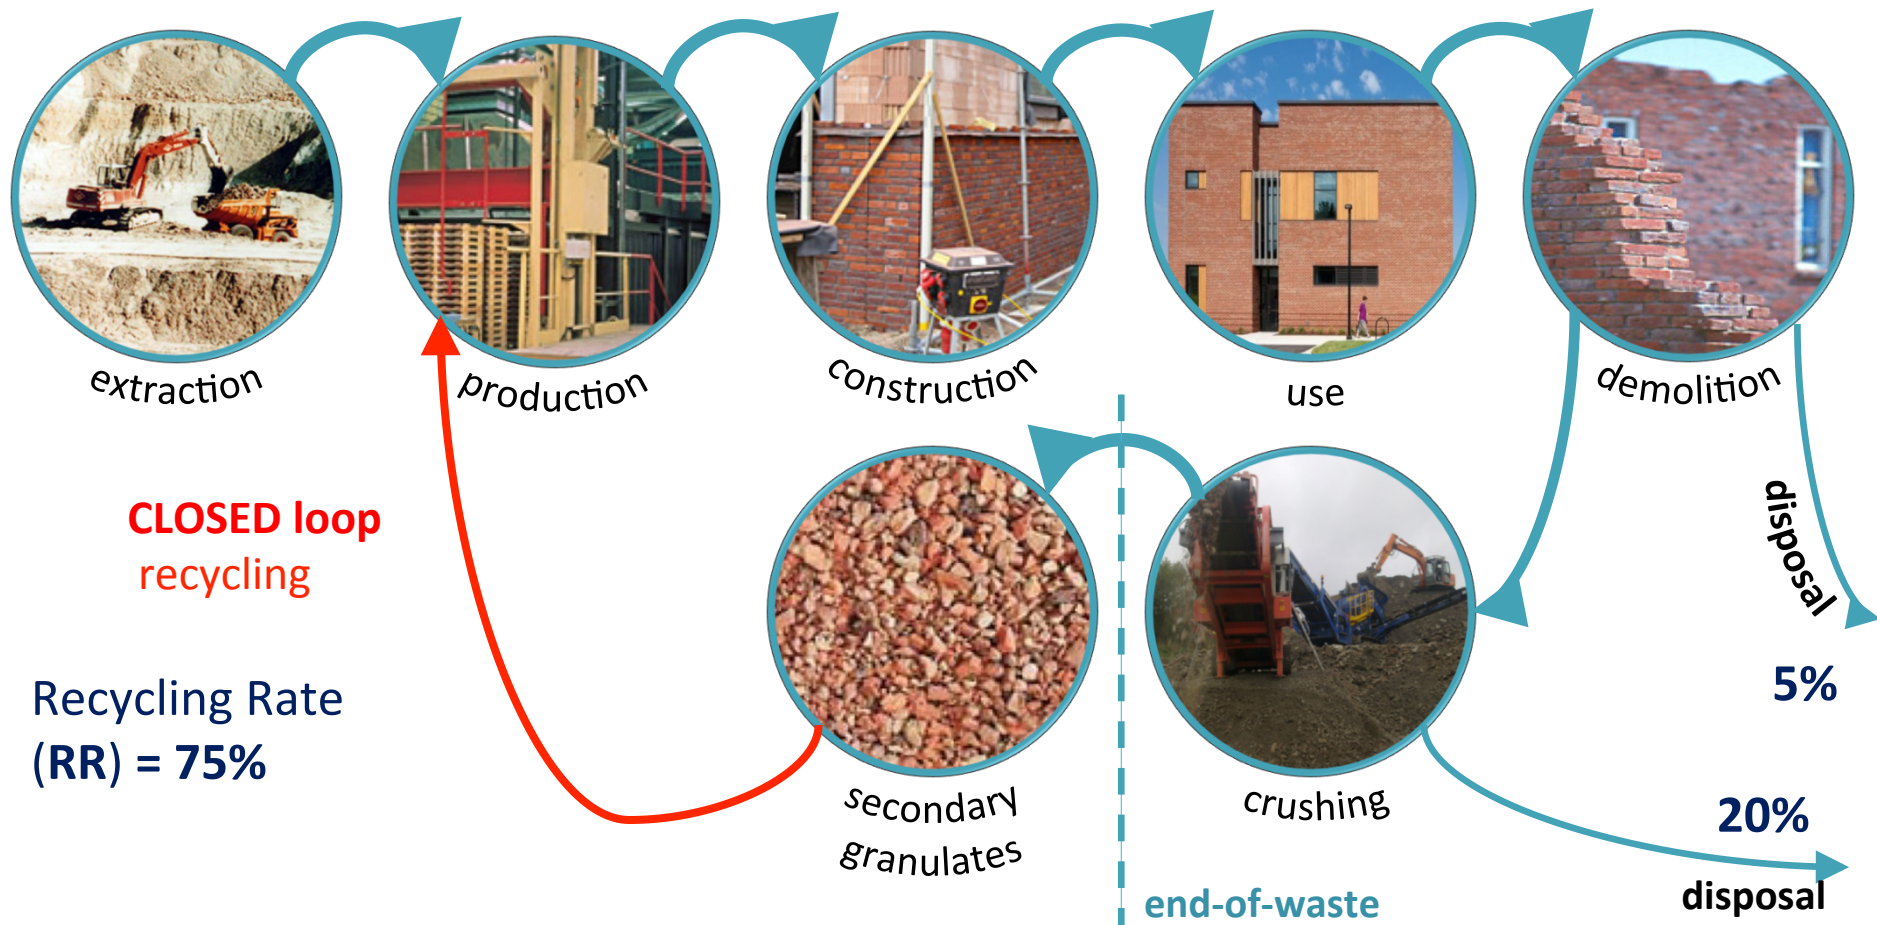 extraction
production
construction
use
demolition
CLOSED loop
recycling
disposal
Recycling Rate
(RR) = 75%
5%
secondary
granulates
crushing
20%
disposal
end-of-waste